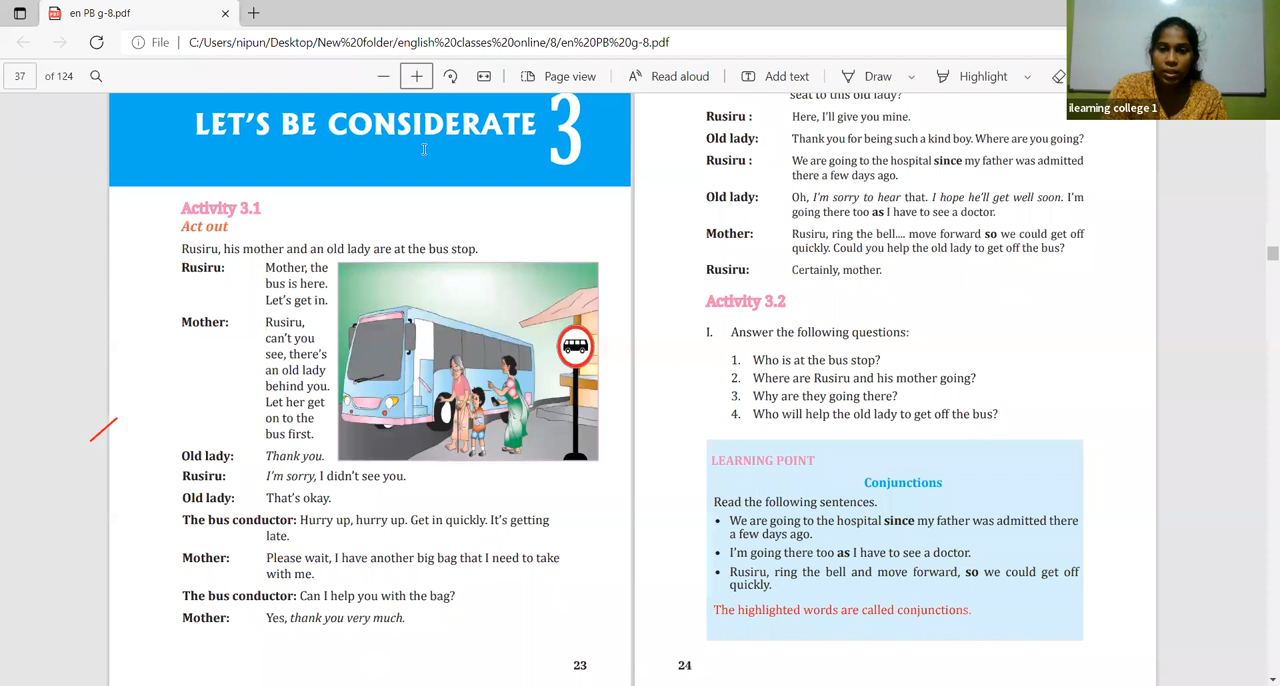 en PB g-8.pdf
File
C:/Users/nipun/Desktop/New%20folder/english%20classes%20online/8/en%20PB%20g-8.pdf
37 of 124
Page view
Read aloud
Add text
Draw
Highlight
ilearning college 1
LET'S BE CONSIDERATE 3
Activity 3.1
Act out
Rusiru, his mother and an old lady are at the bus stop.
Rusiru: Mother, the
bus is here.
Let's get in.
Mother: Rusiru,
can't you
see, there's
an old lady
behind you.
Let her get
on to the
bus first.
Old lady: Thank you.
Rusiru: I'm sorry, I didn't see you.
Old lady: That's okay.
The bus conductor: Hurry up, hurry up. Get in quickly. It's getting
late.
Mother: Please wait, I have another big bag that I need to take
with me.
The bus conductor: Can I help you with the bag?
Mother: Yes, thank you very much.
23
seat to this old lady?
Rusiru : Here, I'll give you mine.
Old lady: Thank you for being such a kind boy. Where are you going?
Rusiru : We are going to the hospital since my father was admitted
there a few days ago.
Old lady: Oh, I'm sorry to hear that. I hope he'll get well soon. I'm
going there too as I have to see a doctor.
Mother: Rusiru, ring the bell.... move forward so we could get off
quickly. Could you help the old lady to get off the bus?
Rusiru: Certainly, mother.
Activity 3.2
I. Answer the following questions:
1. Who is at the bus stop?
2. Where are Rusiru and his mother going?
3. Why are they going there?
4. Who will help the old lady to get off the bus?
LEARNING POINT
Conjunctions
Read the following sentences.
• We are going to the hospital since my father was admitted there
a few days ago.
• I'm going there too as I have to see a doctor.
• Rusiru, ring the bell and move forward, so we could get off
quickly.
The highlighted words are called conjunctions.
24